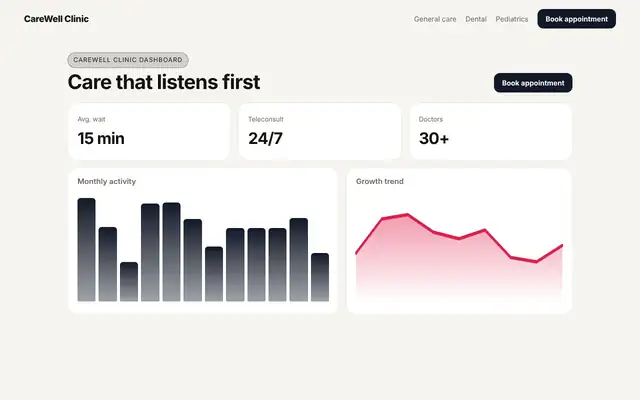 CareWell Clinic
General care
Dental
Pediatrics
Book appointment
CAREWELL CLINIC DASHBOARD
Care that listens first
Book appointment
Avg. wait
15 min
Teleconsult
24/7
Doctors
30+
Monthly activity
Growth trend